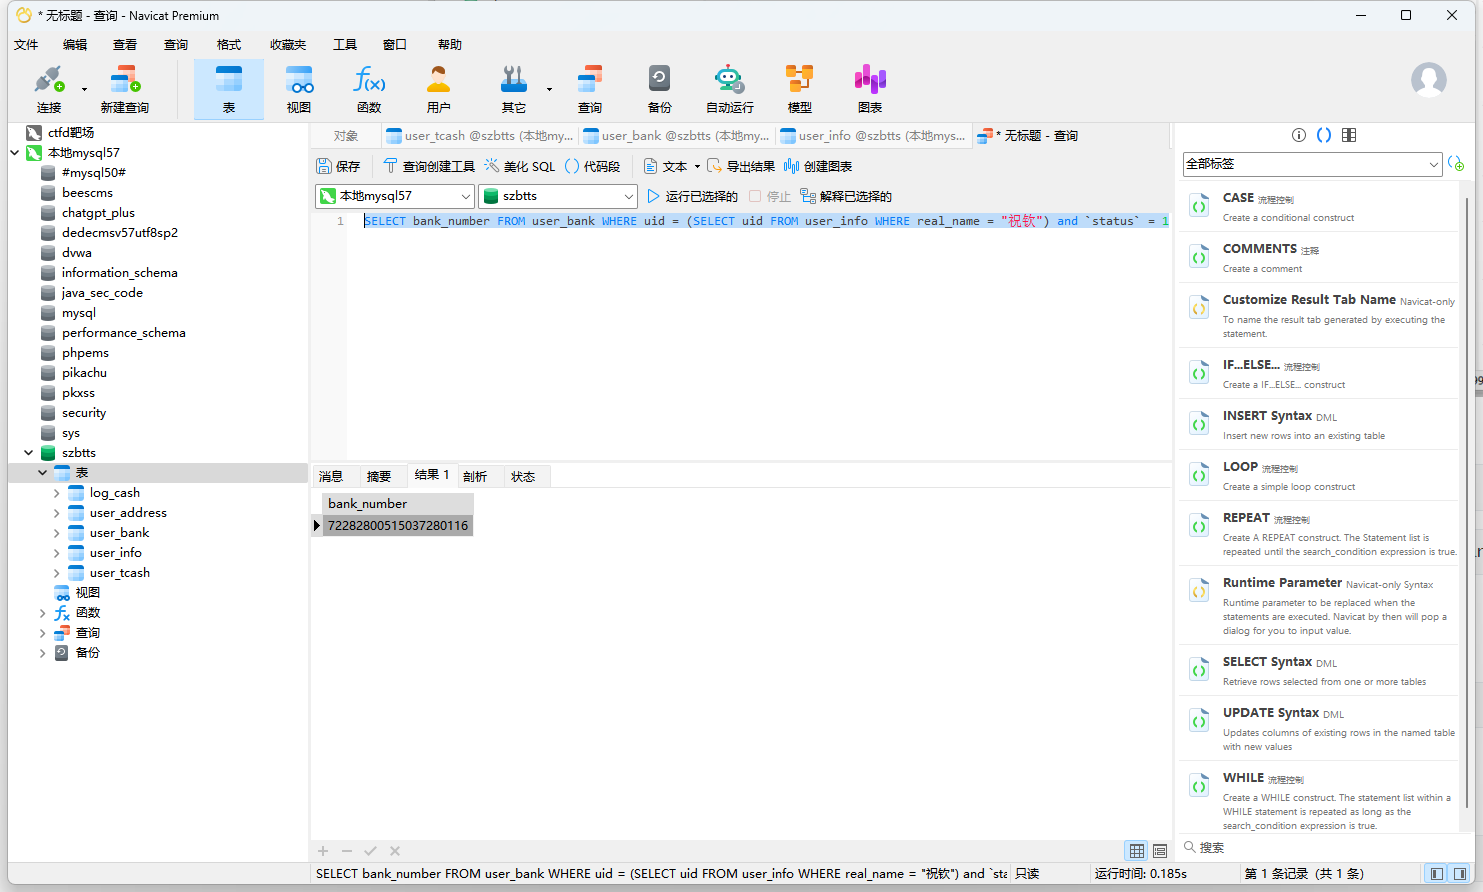 * 无标题 - 查询 - Navicat Premium
文件 编辑 查看 查询 格式 收藏夹 工具 窗口 帮助
连接 新建查询 表 视图 函数 用户 其它 查询 备份 自动运行 模型 图表
ctfd靶场
本地mysql57
#mysql50#
beescms
chatgpt_plus
dedecmsv57utf8sp2
dvwa
information_schema
java_sec_code
mysql
performance_schema
phpems
pikachu
pkxss
security
sys
szbtts
表
log_cash
user_address
user_bank
user_info
user_tcash
视图
函数
查询
备份
对象 user_tcash @szbtts (本地my... user_bank @szbtts (本地my... user_info @szbtts (本地mys... * 无标题 - 查询
保存 查询创建工具 美化 SQL 代码段 文本 导出结果 创建图表
本地mysql57 szbtts 运行已选择的 停止 解释已选择的
1 SELECT bank_number FROM user_bank WHERE uid = (SELECT uid FROM user_info WHERE real_name = "祝钦") and `status` = 1
消息 摘要 结果 1 剖析 状态
bank_number
72282800515037280116
全部标签
CASE 流程控制
Create a conditional construct
COMMENTS 注释
Create a comment
Customize Result Tab Name Navicat-only
To name the result tab generated by executing the
statement.
IF...ELSE... 流程控制
Create a IF...ELSE... construct
INSERT Syntax DML
Insert new rows into an existing table
LOOP 流程控制
Create a simple loop construct
REPEAT 流程控制
Create A REPEAT construct. The Statement list is
repeated until the search_condition expression is true.
Runtime Parameter Navicat-only Syntax
Runtime parameter to be replaced when the
statements are executed. Navicat by then will pop a
dialog for you to input value.
SELECT Syntax DML
Retrieve rows selected from one or more tables
UPDATE Syntax DML
Updates columns of existing rows in the named table
with new values
WHILE 流程控制
Create a WHILE construct. The statement list within a
WHILE statement is repeated as long as the
search_condition expression is true.
搜索
SELECT bank_number FROM user_bank WHERE uid = (SELECT uid FROM user_info WHERE real_name = "祝钦") and `sta 只读 运行时间: 0.185s 第 1 条记录 (共 1 条)